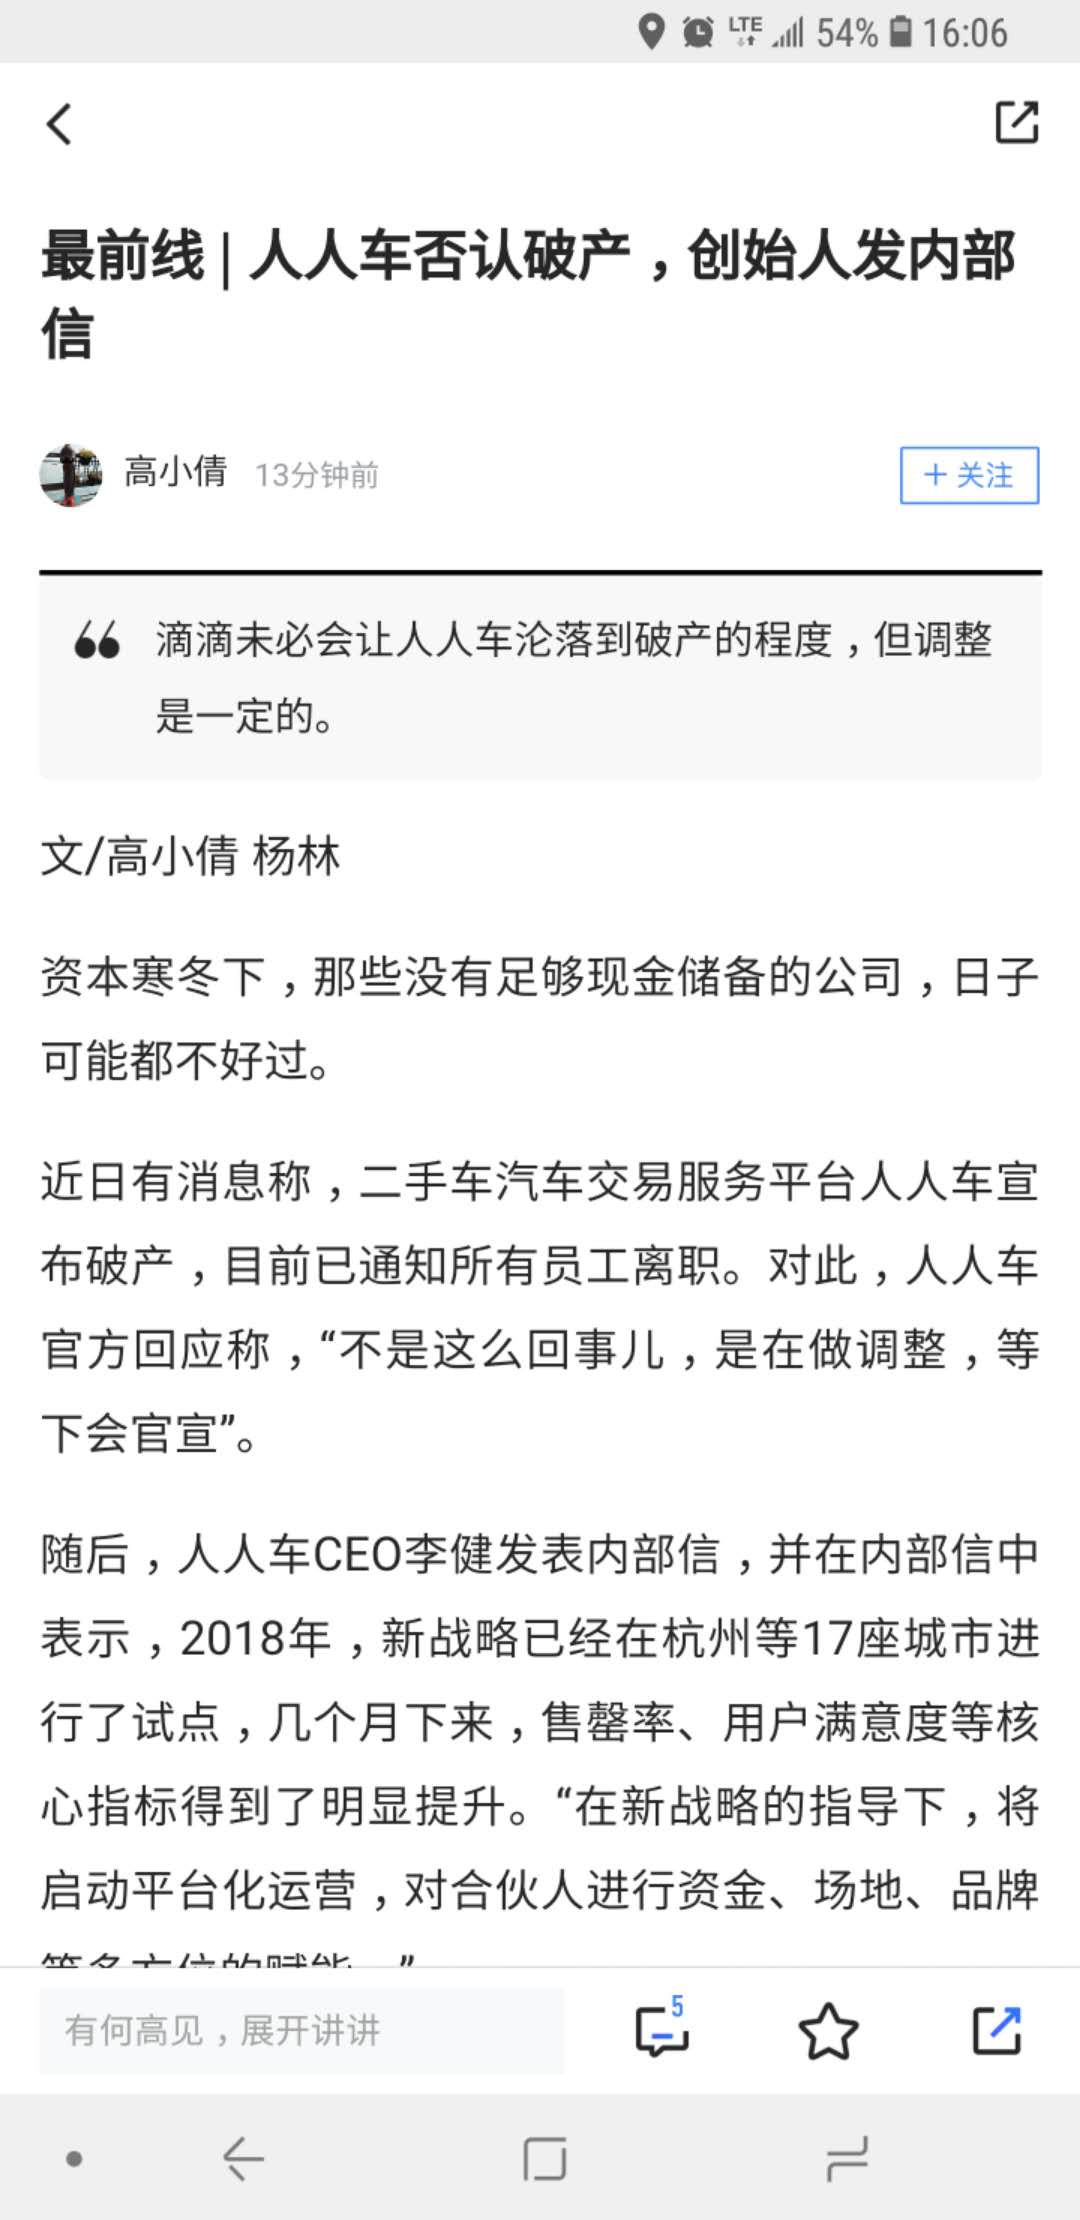 LTE 54% 16:06
最前线 | 人人车否认破产，创始人发内部
信
高小倩 13分钟前 + 关注
滴滴未必会让人人车沦落到破产的程度，但调整
是一定的。
文/高小倩 杨林
资本寒冬下，那些没有足够现金储备的公司，日子
可能都不好过。
近日有消息称，二手车汽车交易服务平台人人车宣
布破产，目前已通知所有员工离职。对此，人人车
官方回应称，“不是这么回事儿，是在做调整，等
下会官宣”。
随后，人人车CEO李健发表内部信，并在内部信中
表示，2018年，新战略已经在杭州等17座城市进
行了试点，几个月下来，售罄率、用户满意度等核
心指标得到了明显提升。“在新战略的指导下，将
启动平台化运营，对合伙人进行资金、场地、品牌
等多方位的赋能。”
有何高见，展开讲讲 5